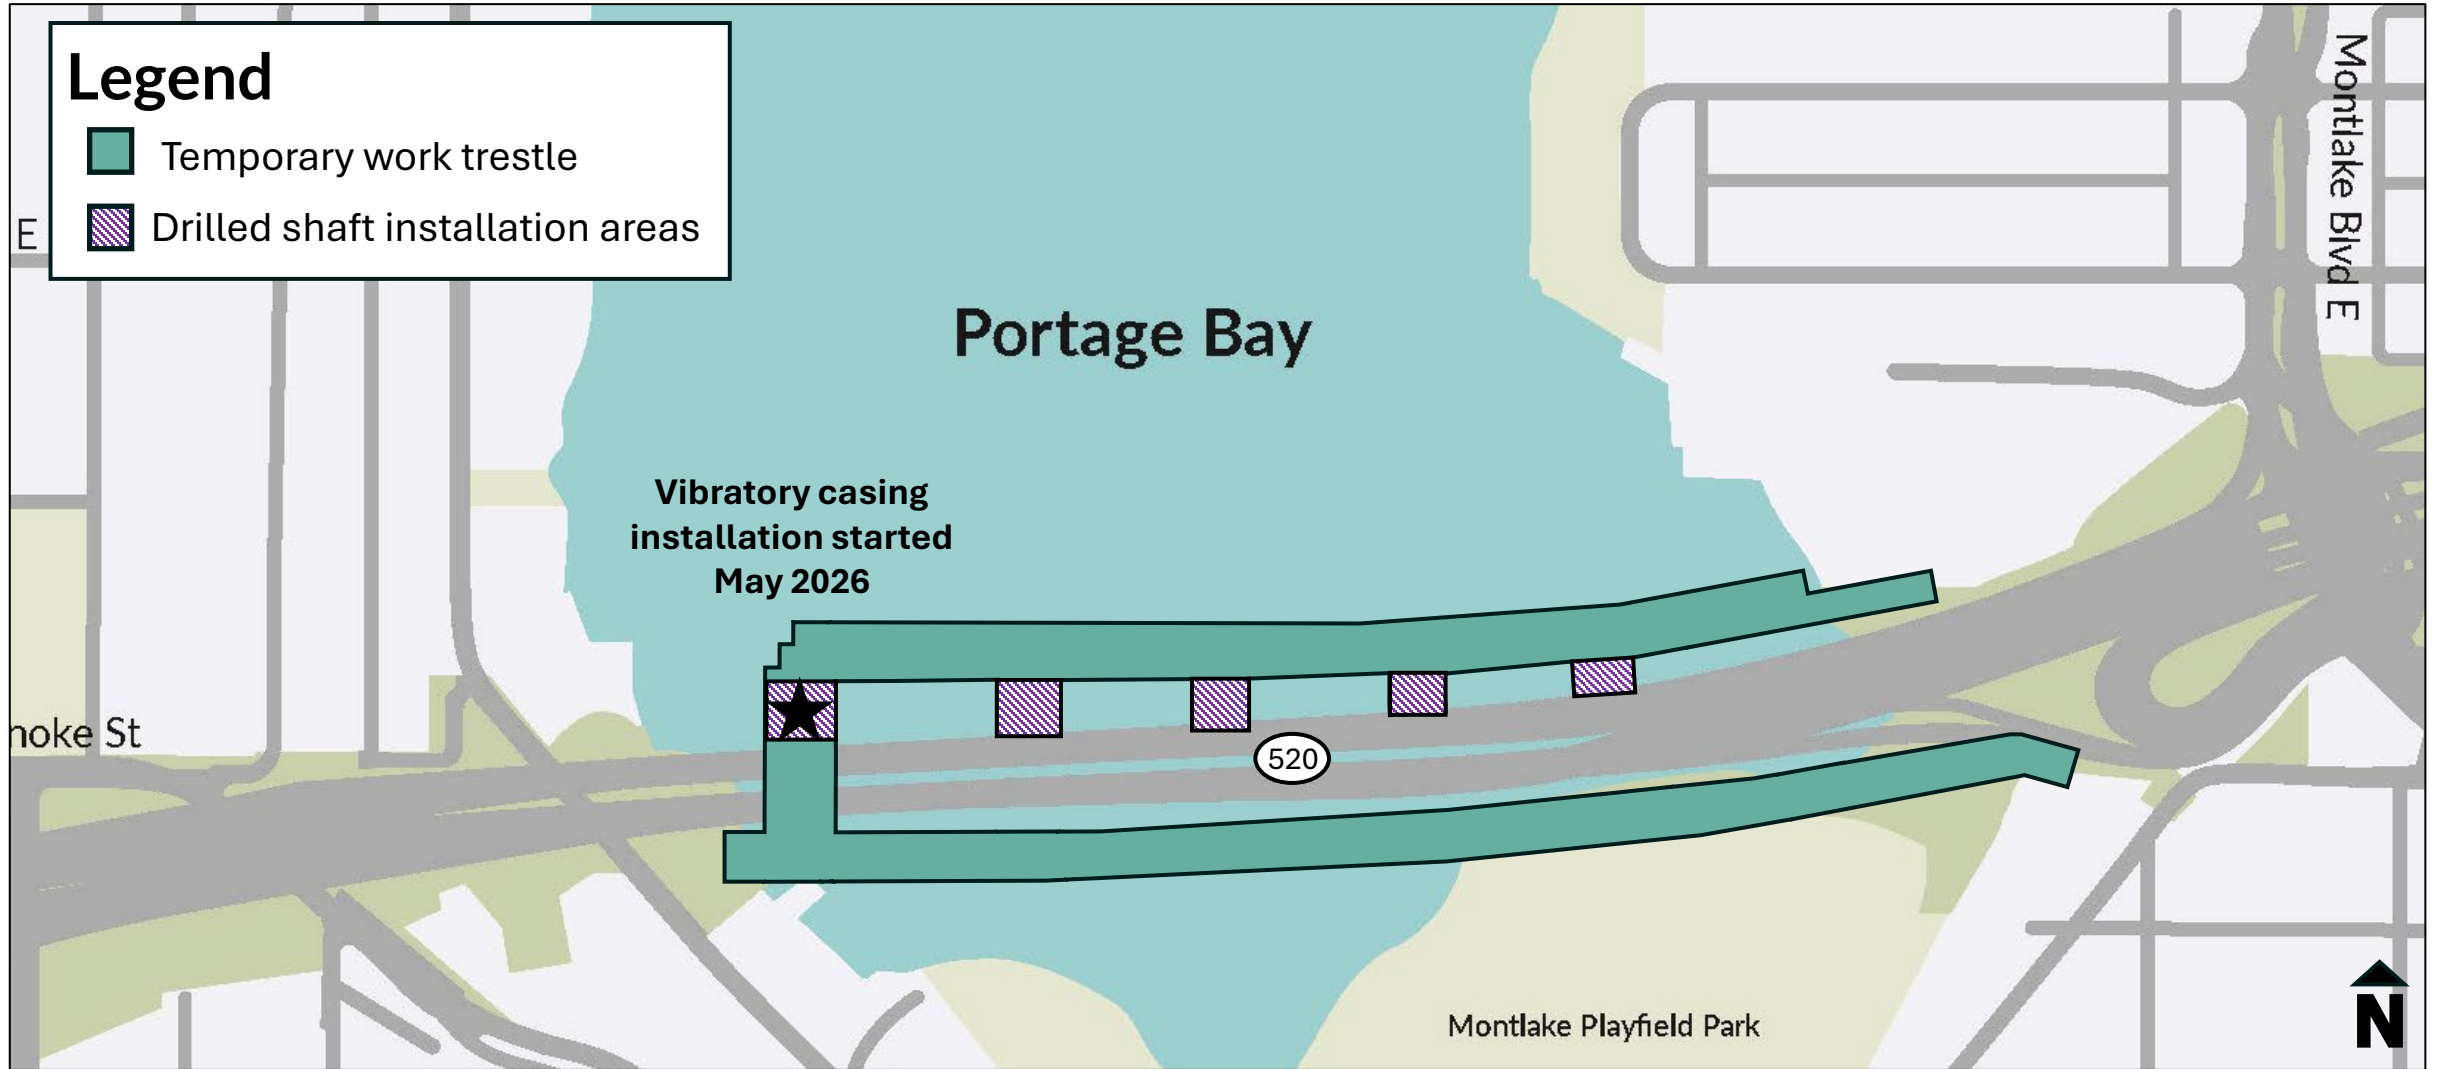 Legend
Temporary work trestle
Drilled shaft installation areas
E
Montlake Blvd E
Portage Bay
Vibratory casing
installation started
May 2026
noke St
520
Montlake Playfield Park
N